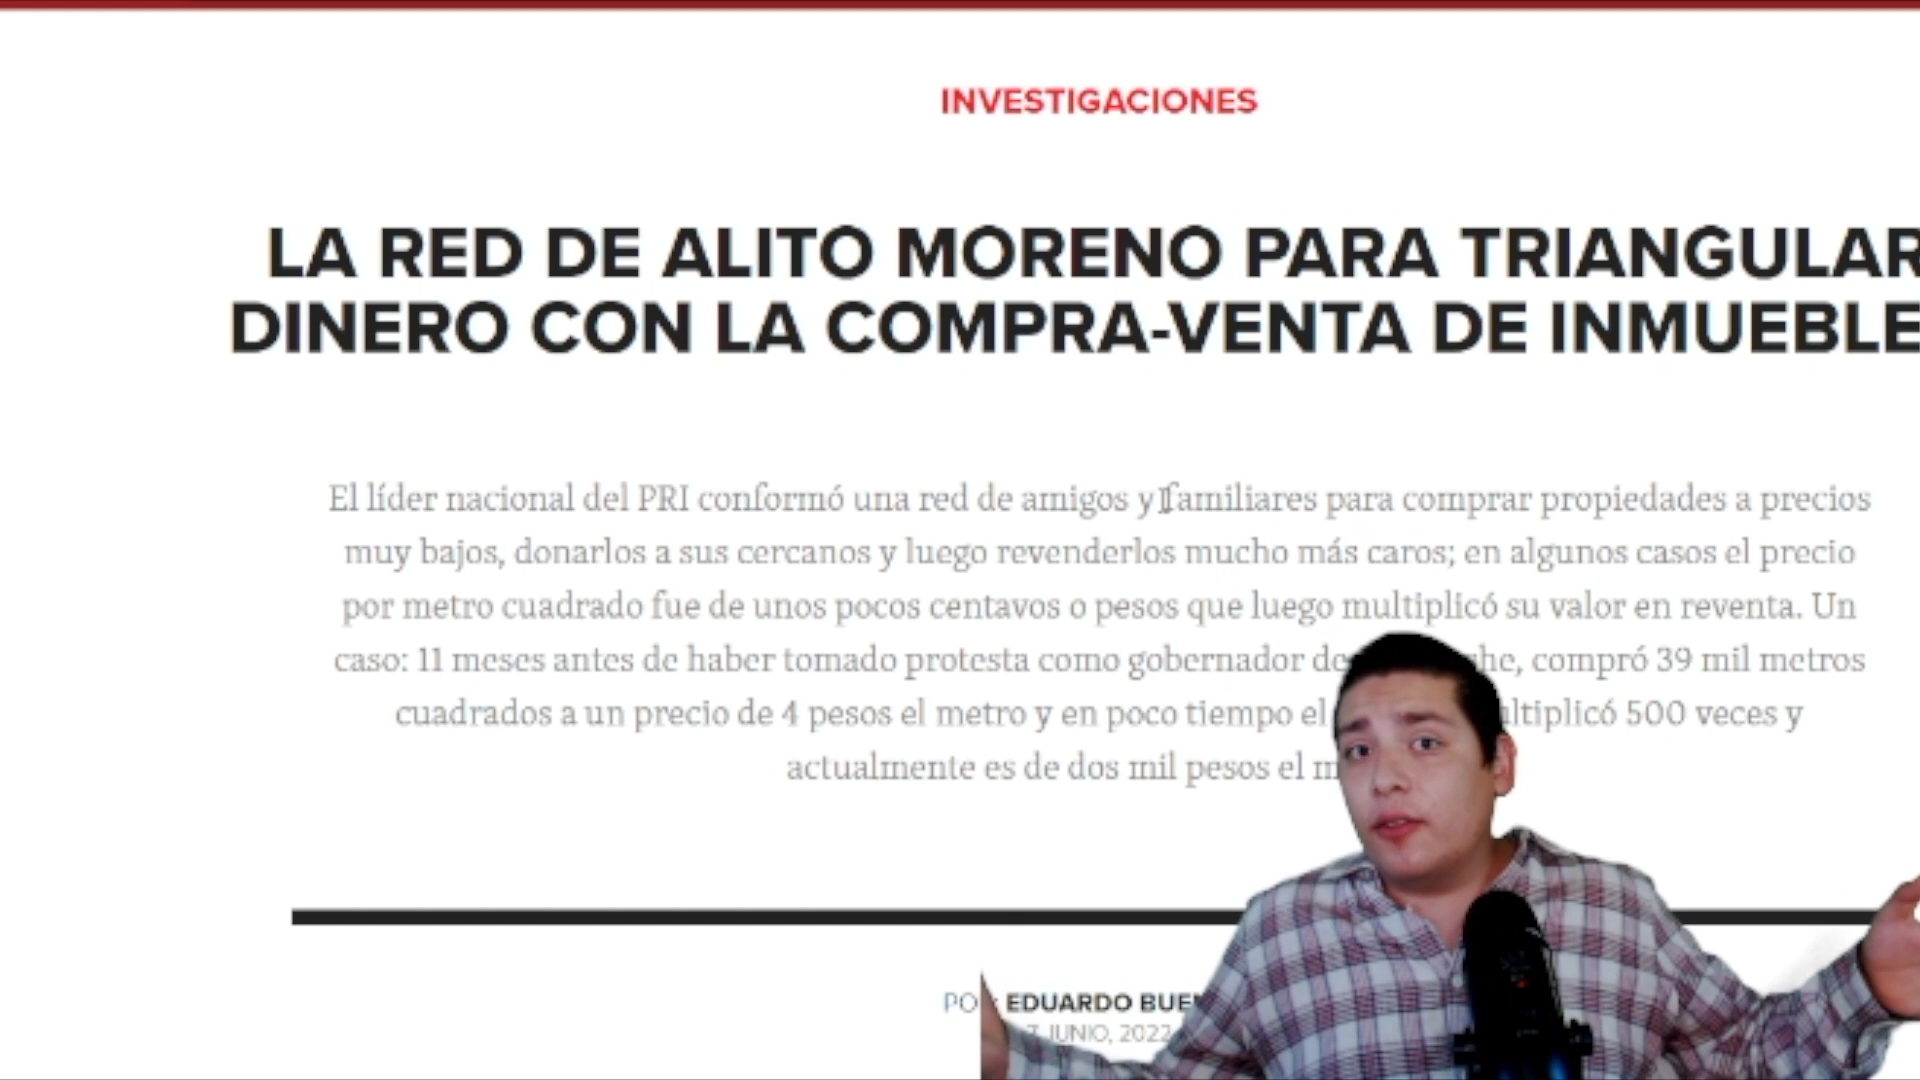 INVESTIGACIONES
LA RED DE ALITO MORENO PARA TRIANGULAR
DINERO CON LA COMPRA-VENTA DE INMUEBLE
El líder nacional del PRI conformó una red de amigos y familiares para comprar propiedades a precios
muy bajos, donarlos a sus cercanos y luego revenderlos mucho más caros; en algunos casos el precio
por metro cuadrado fue de unos pocos centavos o pesos que luego multiplicó su valor en reventa. Un
caso: 11 meses antes de haber tomado protesta como gobernador de he, compró 39 mil metros
cuadrados a un precio de 4 pesos el metro y en poco tiempo el ltiplicó 500 veces y
actualmente es de dos mil pesos el m
PO EDUARDO BUE
7 JUNIO, 2022